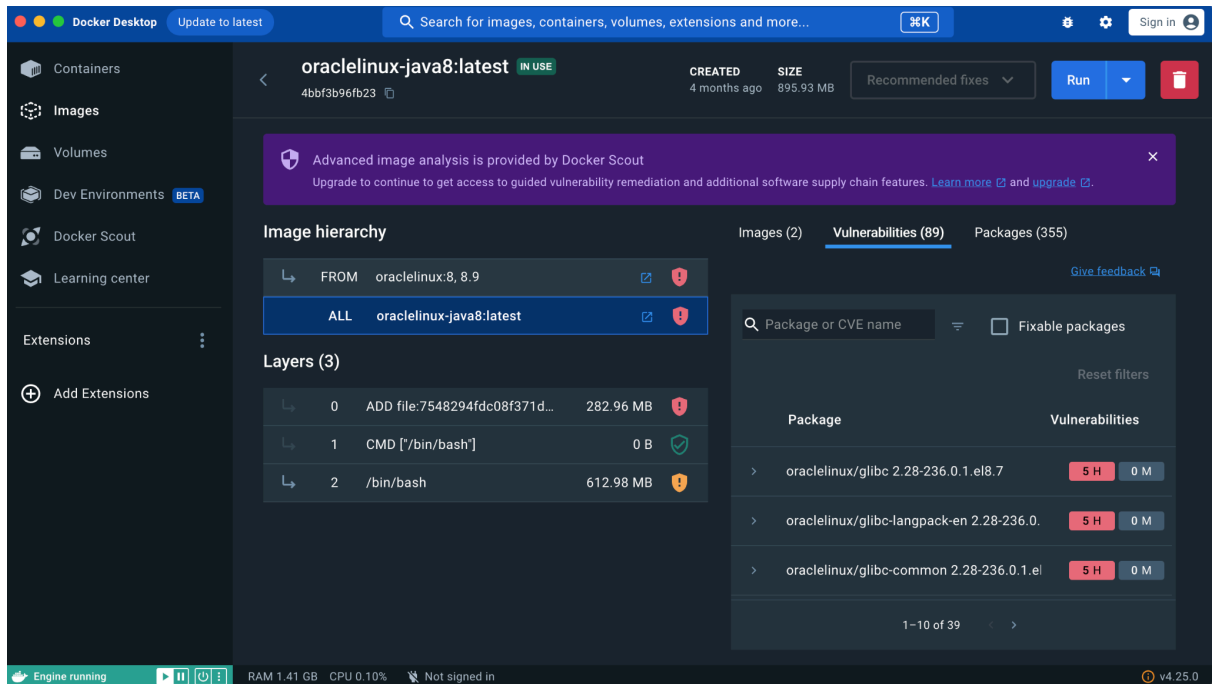 Docker Desktop
Update to latest
Search for images, containers, volumes, extensions and more...
⌘K
Sign in
Containers
Images
Volumes
Dev Environments BETA
Docker Scout
Learning center
Extensions
Add Extensions
oraclelinux-java8:latest IN USE
4bbf3b96fb23
CREATED
4 months ago
SIZE
895.93 MB
Recommended fixes
Run
Advanced image analysis is provided by Docker Scout
Upgrade to continue to get access to guided vulnerability remediation and additional software supply chain features. Learn more and upgrade.
Image hierarchy
FROM oraclelinux:8, 8.9
ALL oraclelinux-java8:latest
Layers (3)
0 ADD file:7548294fdc08f371d... 282.96 MB
1 CMD ["/bin/bash"] 0 B
2 /bin/bash 612.98 MB
Images (2) Vulnerabilities (89) Packages (355)
Give feedback
Package or CVE name
Fixable packages
Reset filters
Package Vulnerabilities
oraclelinux/glibc 2.28-236.0.1.el8.7 5 H 0 M
oraclelinux/glibc-langpack-en 2.28-236.0. 5 H 0 M
oraclelinux/glibc-common 2.28-236.0.1.el 5 H 0 M
1–10 of 39
Engine running
RAM 1.41 GB CPU 0.10% Not signed in
v4.25.0